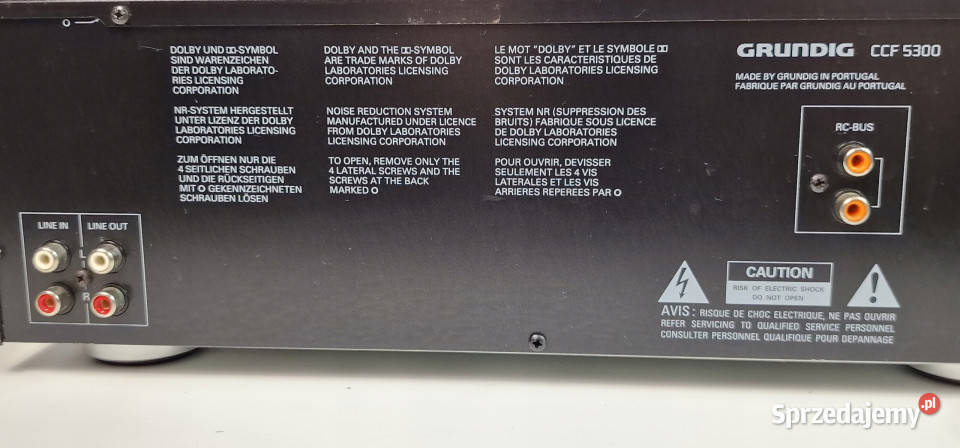 DOLBY UND DD-SYMBOL
SIND WARENZEICHEN
DER DOLBY LABORATO-
RIES LICENSING
CORPORATION
NR-SYSTEM HERGESTELLT
UNTER LIZENZ DER DOLBY
LABORATORIES LICENSING
CORPORATION
ZUM ÖFFNEN NUR DIE
4 SEITLICHEN SCHRAUBEN
UND DIE RÜCKSEITIGEN
MIT O GEKENNZEICHNETEN
SCHRAUBEN LÖSEN
DOLBY AND THE DD-SYMBOL
ARE TRADE MARKS OF DOLBY
LABORATORIES LICENSING
CORPORATION
NOISE REDUCTION SYSTEM
MANUFACTURED UNDER LICENCE
FROM DOLBY LABORATORIES
LICENSING CORPORATION
TO OPEN, REMOVE ONLY THE
4 LATERAL SCREWS AND THE
SCREWS AT THE BACK
MARKED O
LE MOT "DOLBY" ET LE SYMBOLE DD
SONT LES CARACTERISTIQUES DE
DOLBY LABORATORIES LICENSING
CORPORATION
SYSTEM NR (SUPPRESSION DES
BRUITS) FABRIQUE SOUS LICENCE
DE DOLBY LABORATORIES
LICENSING CORPORATION
POUR OUVRIR, DEVISSER
SEULEMENT LES 4 VIS
LATERALES ET LES VIS
ARRIERES REPEREES PAR O
GRUNDIG CCF 5300
MADE BY GRUNDIG IN PORTUGAL
FABRIQUE PAR GRUNDIG AU PORTUGAL
RC-BUS
LINE IN LINE OUT
L
R
CAUTION
RISK OF ELECTRIC SHOCK
DO NOT OPEN
AVIS : RISQUE DE CHOC ELECTRIQUE, NE PAS OUVRIR
REFER SERVICING TO QUALIFIED SERVICE PERSONNEL
CONSULTER PERSONNEL QUALIFIQUE POUR DEPANNAGE
Sprzedajemy.pl